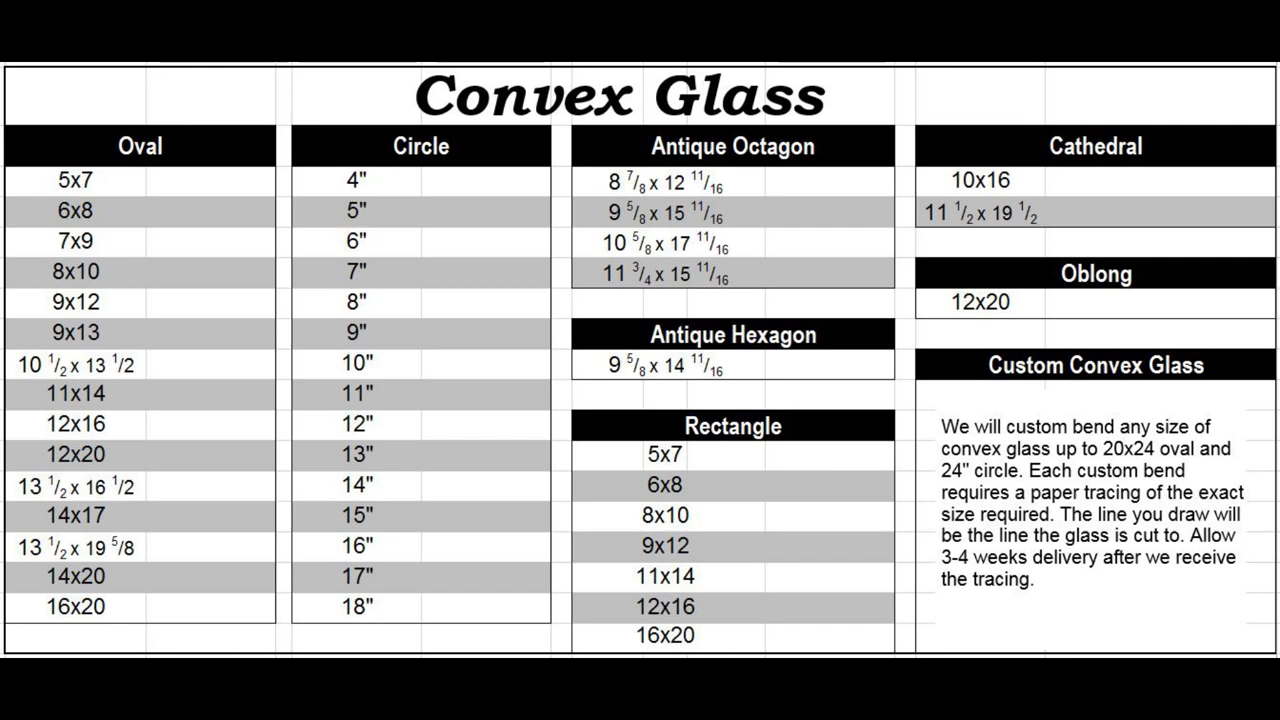 Convex Glass
Oval
5x7
6x8
7x9
8x10
9x12
9x13
10 1/2 x 13 1/2
11x14
12x16
12x20
13 1/2 x 16 1/2
14x17
13 1/2 x 19 5/8
14x20
16x20
Circle
4"
5"
6"
7"
8"
9"
10"
11"
12"
13"
14"
15"
16"
17"
18"
Antique Octagon
8 7/8 x 12 11/16
9 5/8 x 15 11/16
10 5/8 x 17 11/16
11 3/4 x 15 11/16
Antique Hexagon
9 5/8 x 14 11/16
Rectangle
5x7
6x8
8x10
9x12
11x14
12x16
16x20
Cathedral
10x16
11 1/2 x 19 1/2
Oblong
12x20
Custom Convex Glass
We will custom bend any size of
convex glass up to 20x24 oval and
24" circle. Each custom bend
requires a paper tracing of the exact
size required. The line you draw will
be the line the glass is cut to. Allow
3-4 weeks delivery after we receive
the tracing.